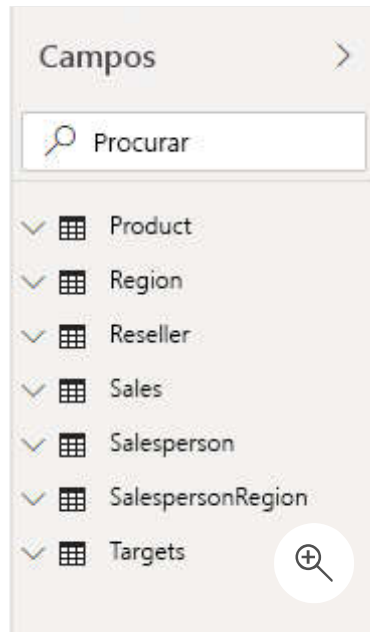 Campos
Procurar
Product
Region
Reseller
Sales
Salesperson
SalespersonRegion
Targets